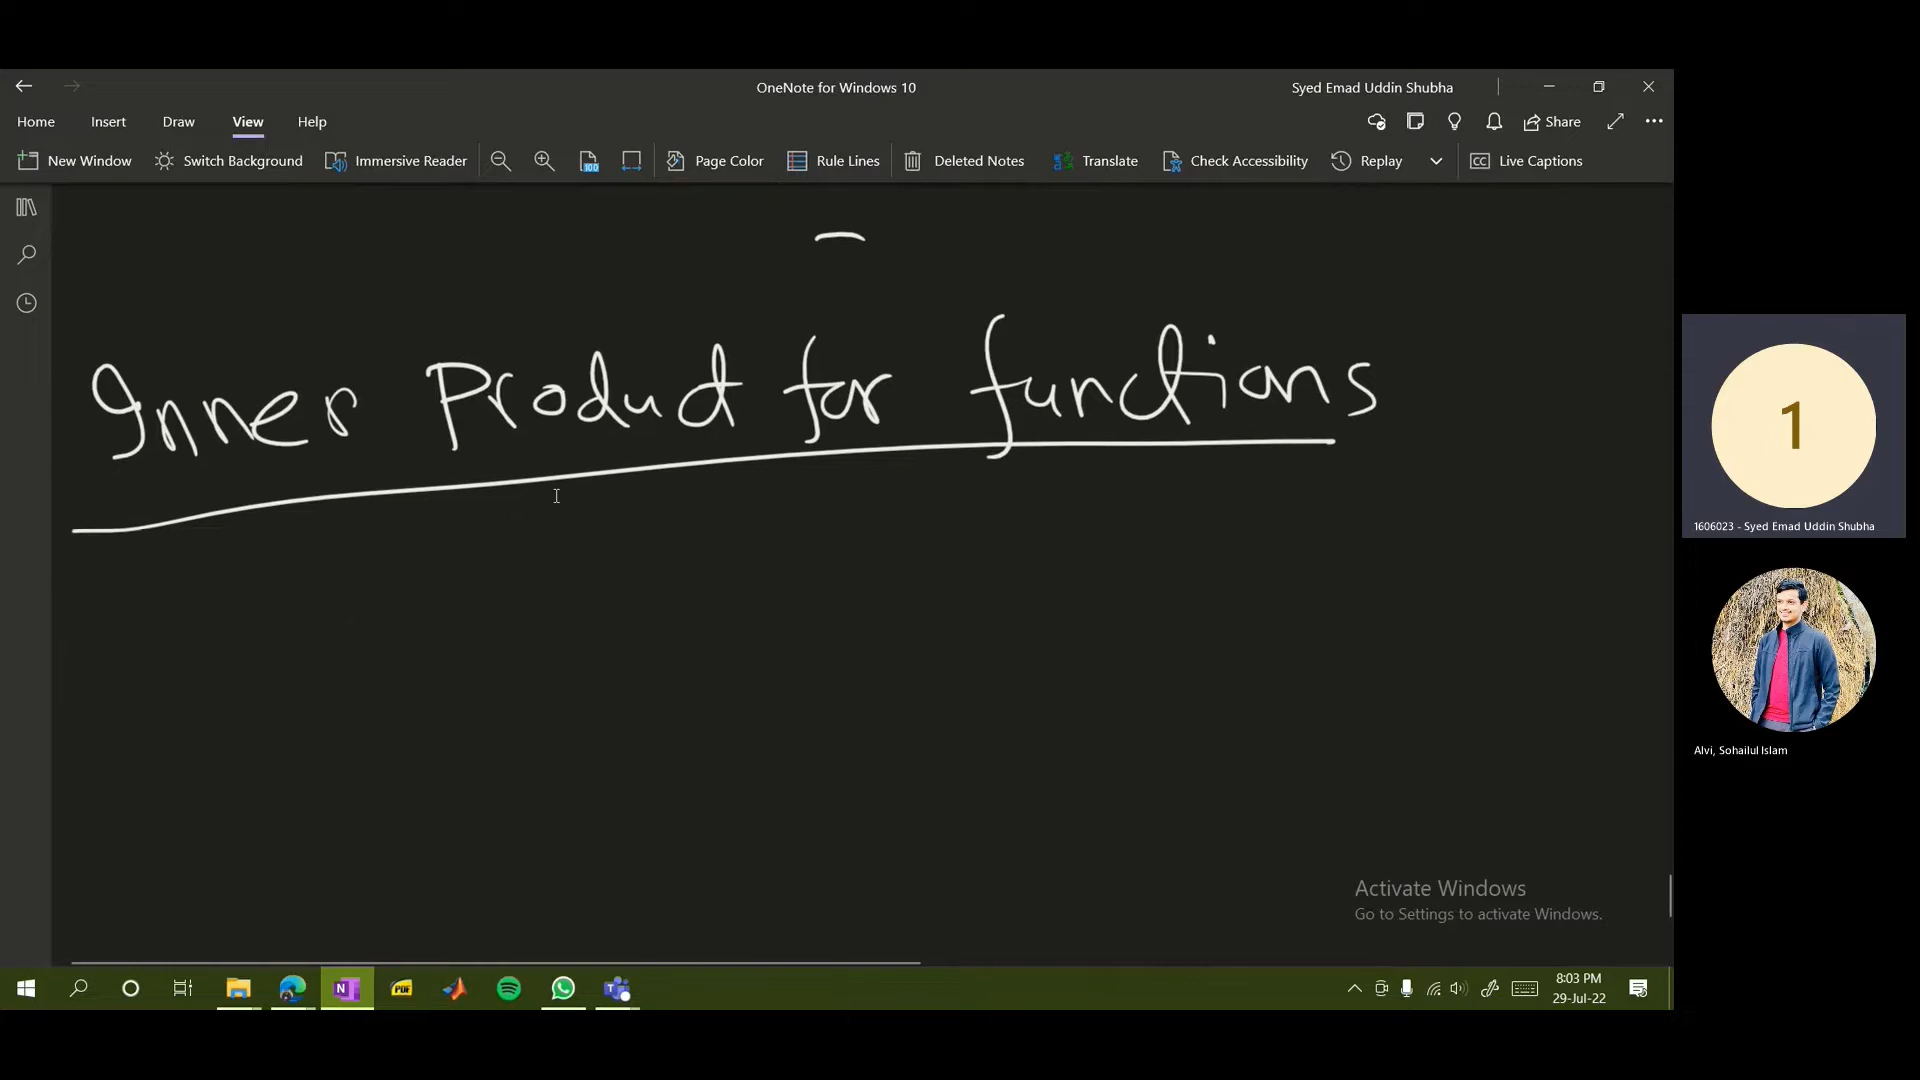 OneNote for Windows 10
Syed Emad Uddin Shubha
Home Insert Draw View Help
Share
New Window Switch Background Immersive Reader 100 Page Color Rule Lines Deleted Notes Translate Check Accessibility Replay CC Live Captions
Inner Product for functions
1
1606023 - Syed Emad Uddin Shubha
Alvi, Sohailul Islam
Activate Windows
Go to Settings to activate Windows.
N PDF
8:03 PM
29-Jul-22